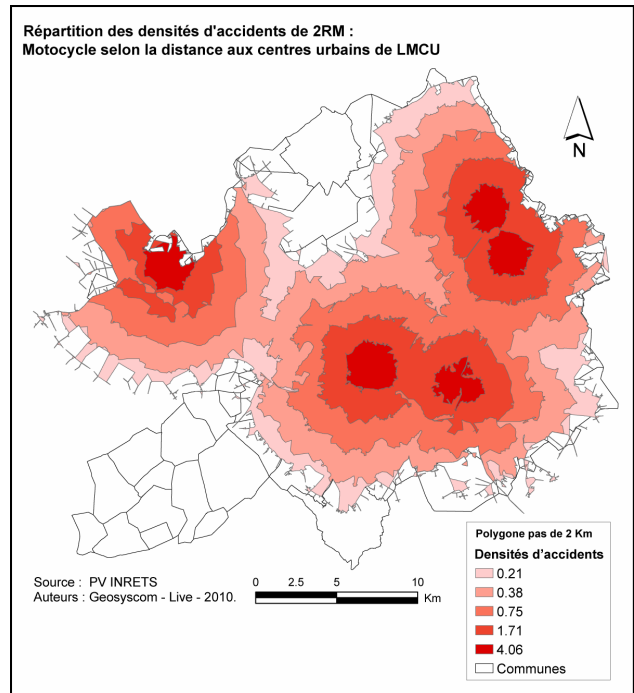 Répartition des densités d'accidents de 2RM :
Motocycle selon la distance aux centres urbains de LMCU
N
Polygone pas de 2 Km
Densités d'accidents
0.21
0.38
0.75
1.71
4.06
Communes
Source : PV INRETS
Auteurs : Geosyscom - Live - 2010.
0 2.5 5 10
Km